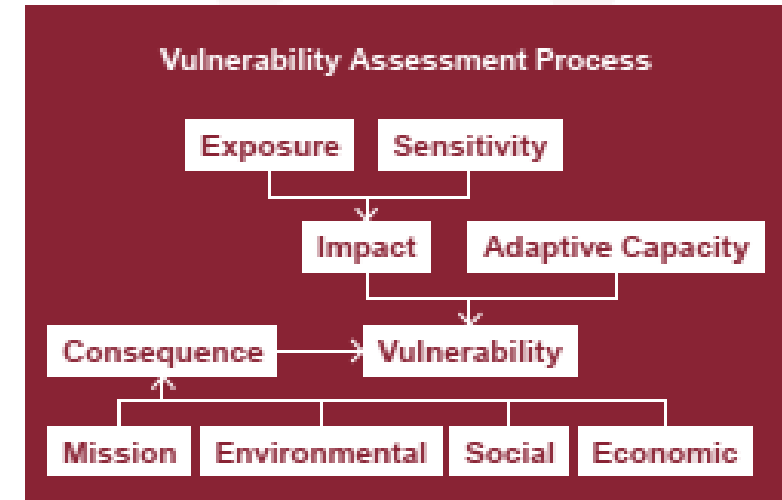 Vulnerability Assessment Process
Exposure
Sensitivity
Impact
Adaptive Capacity
Consequence
Vulnerability
Mission
Environmental
Social
Economic